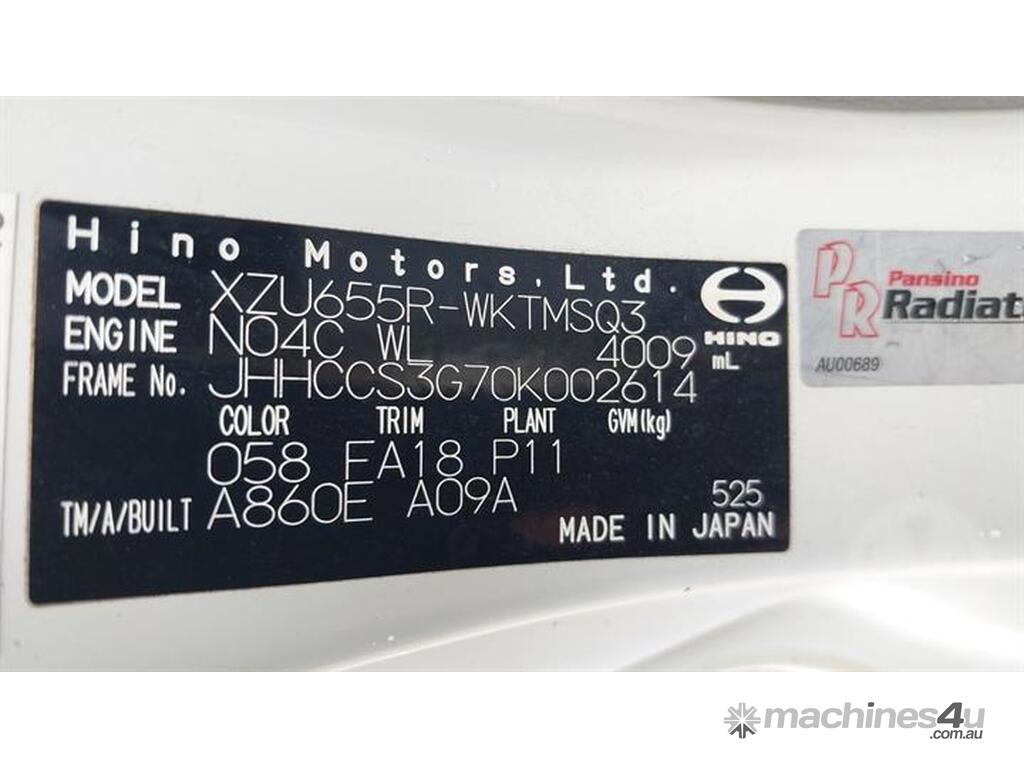 Hino Motors,Ltd.
MODEL XZU655R-WKTMSQ3
ENGINE N04C WL 4009 mL
HINO
FRAME No. JHHCCS3G70K002614
COLOR TRIM PLANT GVM(kg)
058 FA18 P11
TM/A/BUILT A860E A09A 525
MADE IN JAPAN
PR Pansino
Radiat
AU00689
machines4u
.com.au